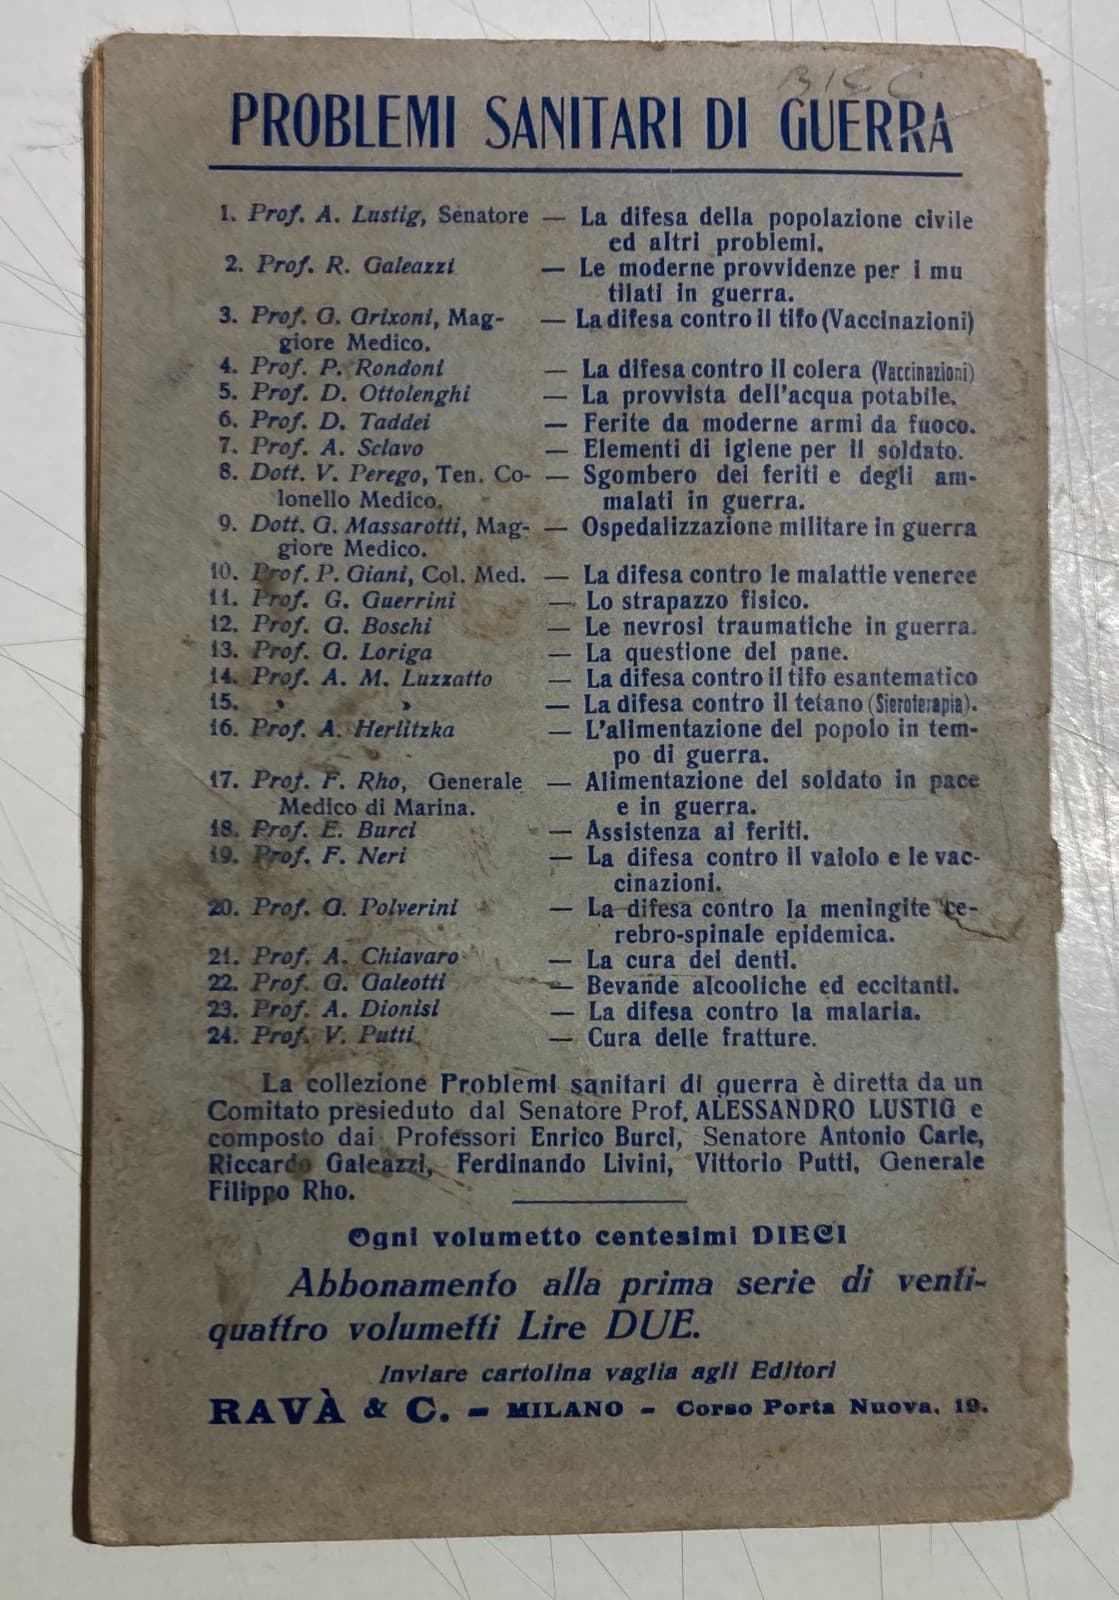 BISC
PROBLEMI SANITARI DI GUERRA
1. Prof. A. Lustig, Senatore — La difesa della popolazione civile
ed altri problemi.
2. Prof. R. Galeazzi — Le moderne provvidenze per i mu
tilati in guerra.
3. Prof. G. Grixoni, Mag- — La difesa contro il tifo (Vaccinazioni)
giore Medico.
4. Prof. P. Rondoni — La difesa contro il colera (Vaccinazioni)
5. Prof. D. Ottolenghi — La provvista dell'acqua potabile.
6. Prof. D. Taddei — Ferite da moderne armi da fuoco.
7. Prof. A. Sclavo — Elementi di igiene per il soldato.
8. Dott. V. Perego, Ten. Co- — Sgombero dei feriti e degli am-
lonello Medico. malati in guerra.
9. Dott. G. Massarotti, Mag- — Ospedalizzazione militare in guerra
giore Medico.
10. Prof. P. Giani, Col. Med. — La difesa contro le malattie veneree
11. Prof. G. Guerrini — Lo strapazzo fisico.
12. Prof. G. Boschi — Le nevrosi traumatiche in guerra.
13. Prof. G. Loriga — La questione del pane.
14. Prof. A. M. Luzzatto — La difesa contro il tifo esantematico
15. » » — La difesa contro il tetano (Sieroterapia).
16. Prof. A. Herlitzka — L'alimentazione del popolo in tem-
po di guerra.
17. Prof. F. Rho, Generale — Alimentazione del soldato in pace
Medico di Marina. e in guerra.
18. Prof. E. Burci — Assistenza ai feriti.
19. Prof. F. Neri — La difesa contro il vaiolo e le vac-
cinazioni.
20. Prof. G. Polverini — La difesa contro la meningite ce-
rebro-spinale epidemica.
21. Prof. A. Chiavaro — La cura dei denti.
22. Prof. G. Galeotti — Bevande alcooliche ed eccitanti.
23. Prof. A. Dionisi — La difesa contro la malaria.
24. Prof. V. Putti — Cura delle fratture.
La collezione Problemi sanitari di guerra è diretta da un
Comitato presieduto dal Senatore Prof. ALESSANDRO LUSTIG e
composto dai Professori Enrico Burci, Senatore Antonio Carle,
Riccardo Galeazzi, Ferdinando Livini, Vittorio Putti, Generale
Filippo Rho.
Ogni volumetto centesimi DIECI
Abbonamento alla prima serie di venti-
quattro volumetti Lire DUE.
Inviare cartolina vaglia agli Editori
RAVÀ & C. - MILANO - Corso Porta Nuova, 19.